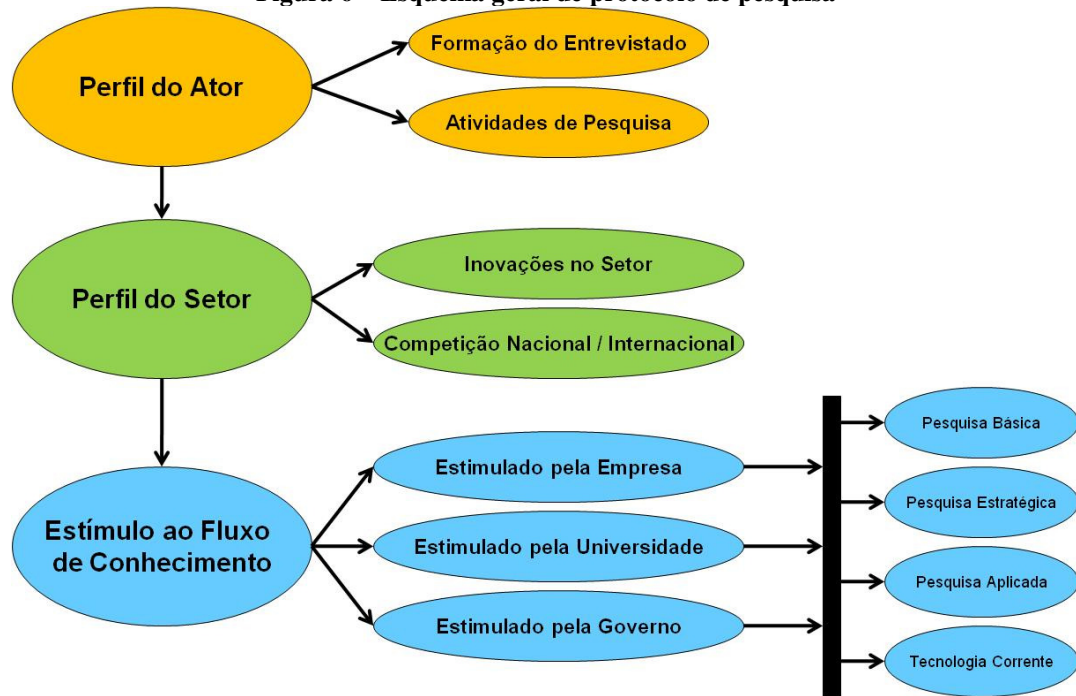 Figura 6 – Esquema geral de protocolo de pesquisa
Perfil do Ator
Formação do Entrevistado
Atividades de Pesquisa
Perfil do Setor
Inovações no Setor
Competição Nacional / Internacional
Estímulo ao Fluxo
de Conhecimento
Estimulado pela Empresa
Estimulado pela Universidade
Estimulado pela Governo
Pesquisa Básica
Pesquisa Estratégica
Pesquisa Aplicada
Tecnologia Corrente